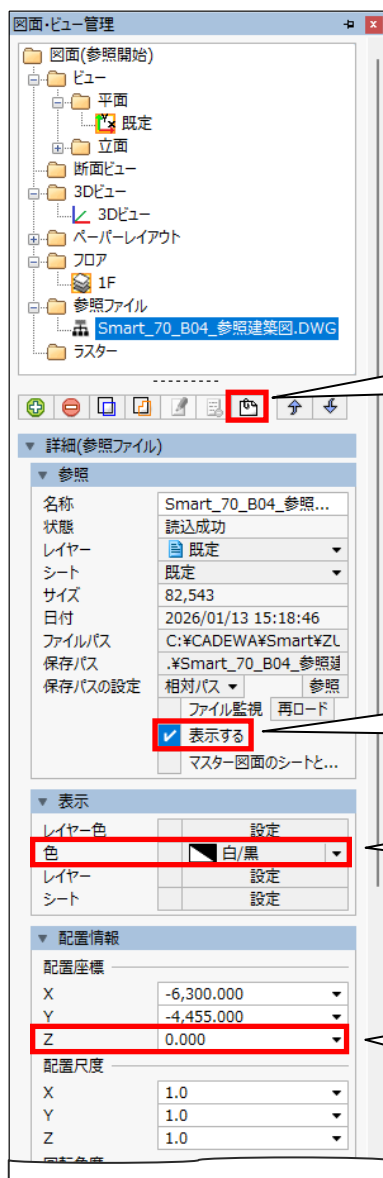 図面・ビュー管理
図面(参照開始)
ビュー
平面
既定
立面
断面ビュー
3Dビュー
3Dビュー
ペーパーレイアウト
フロア
1F
参照ファイル
Smart_70_B04_参照建築図.DWG
ラスター
詳細(参照ファイル)
参照
名称 Smart_70_B04_参照...
状態 読込成功
レイヤー 既定
シート 既定
サイズ 82,543
日付 2026/01/13 15:18:46
ファイルパス C:¥CADEWA¥Smart¥ZU
保存パス .¥Smart_70_B04_参照建
保存パスの設定 相対パス 参照
ファイル監視 再ロード
表示する
マスター図面のシートと...
表示
レイヤー色 設定
色 白/黒
レイヤー 設定
シート 設定
配置情報
配置座標
X -6,300.000
Y -4,455.000
Z 0.000
配置尺度
X 1.0
Y 1.0
Z 1.0